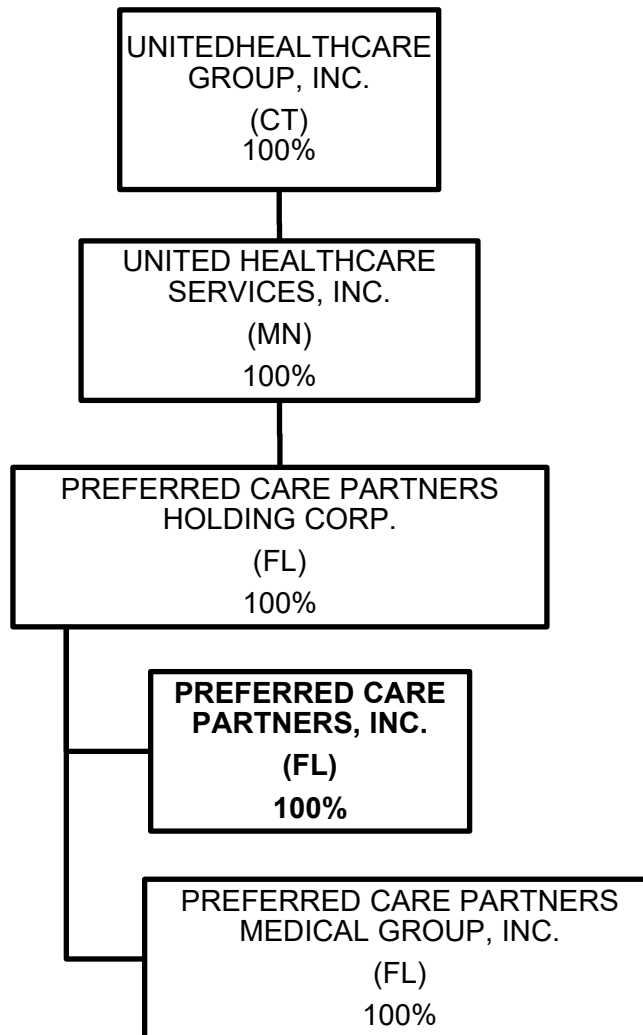 UNITEDHEALTHCARE
GROUP, INC.
(CT)
100%
UNITED HEALTHCARE
SERVICES, INC.
(MN)
100%
PREFERRED CARE PARTNERS
HOLDING CORP.
(FL)
100%
PREFERRED CARE
PARTNERS, INC.
(FL)
100%
PREFERRED CARE PARTNERS
MEDICAL GROUP, INC.
(FL)
100%